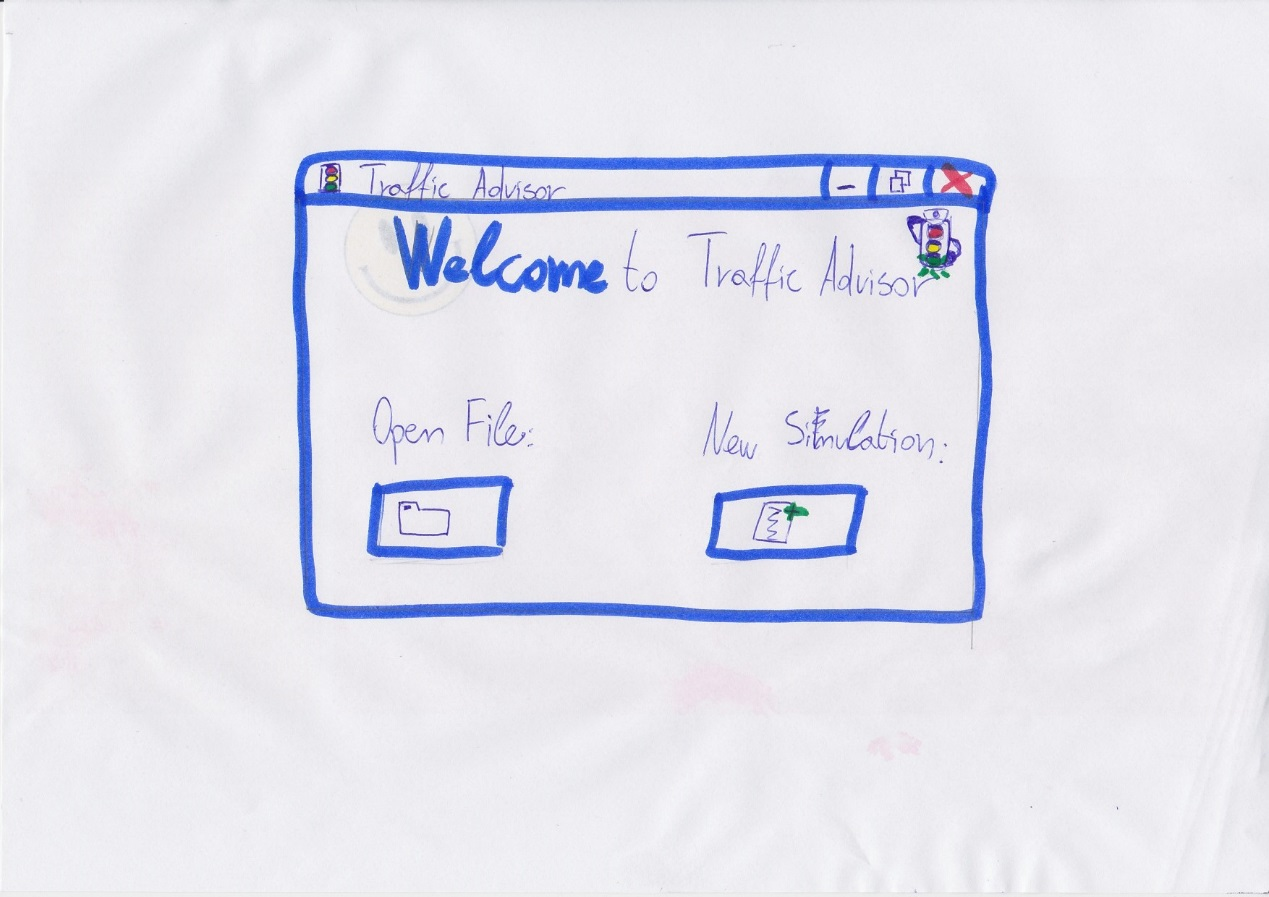 Traffic Advisor
Welcome to Traffic Advisor
Open File:
New Simulation: